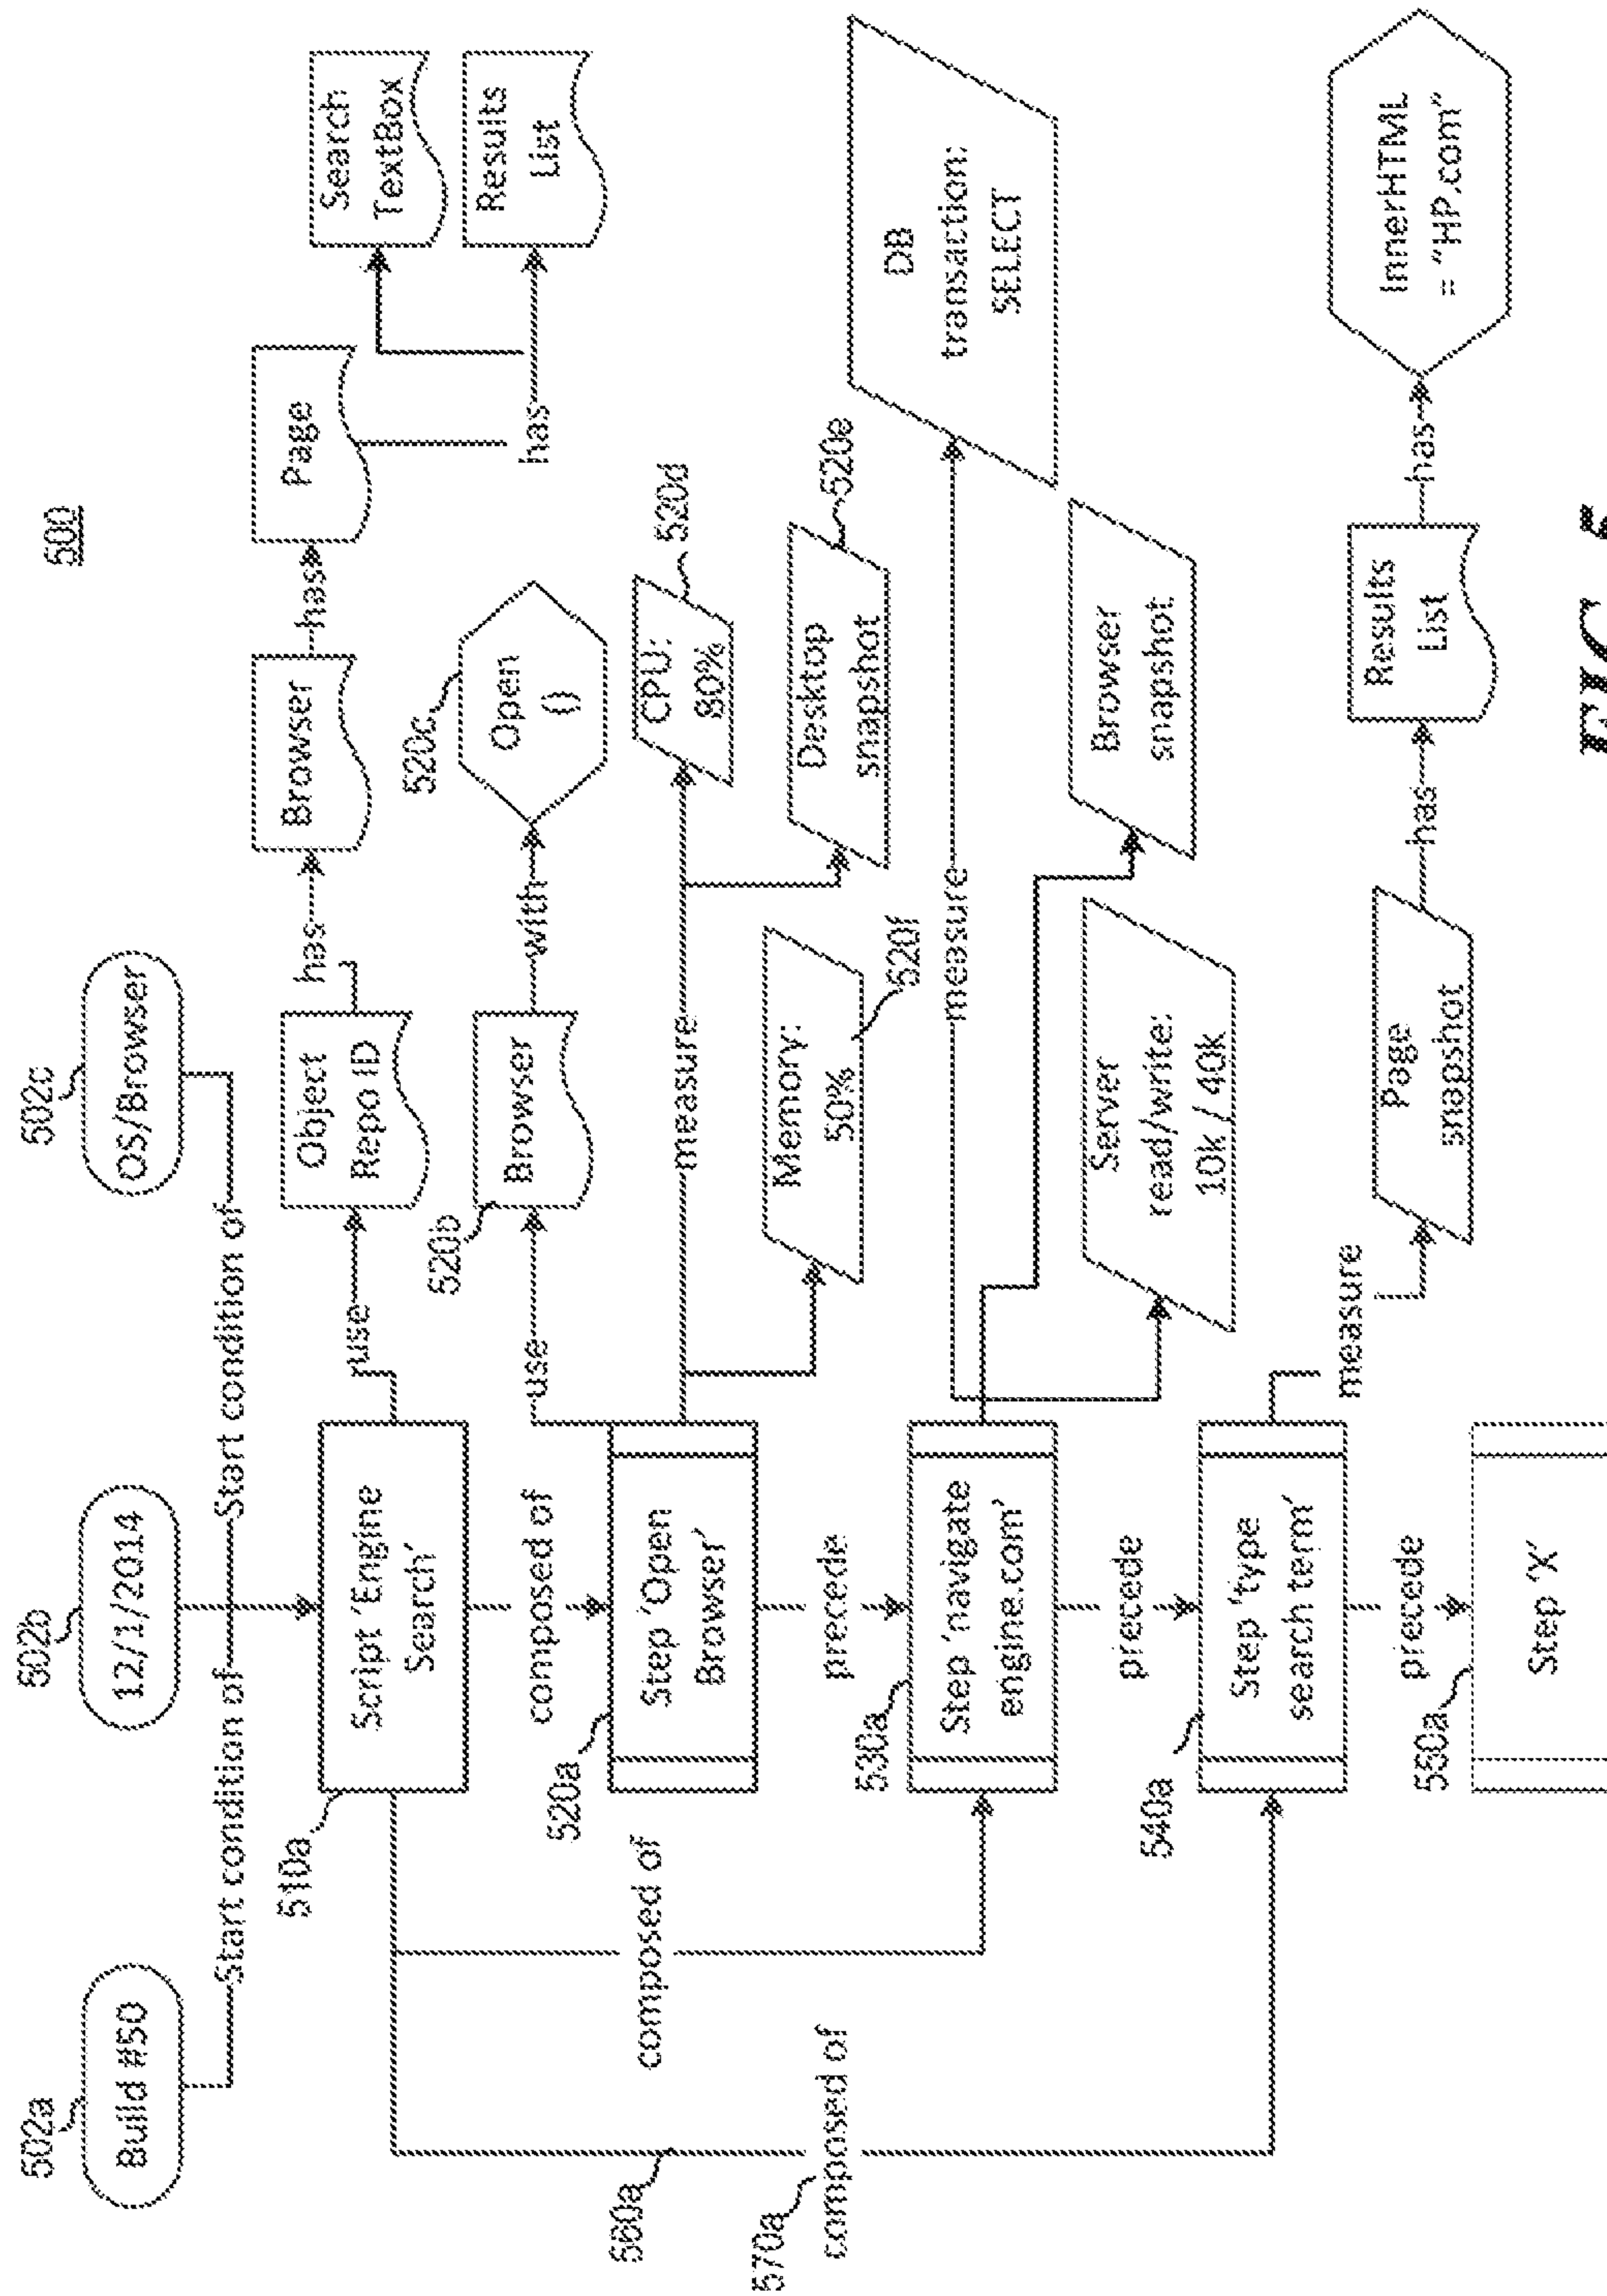 500
502a
502b
502c
Build #50
12/1/2014
OS/Browser
Start condition of
Start condition of
510a
Script 'Engine
Search'
use
Object
Repo ID
has
Browser
has
Page
has
Search
TextBox
Results
List
composed of
520a
Step 'Open
Browser'
use
520b
Browser
with
520c
Open
()
measure
CPU:
80%
520d
Desktop
snapshot
520e
Memory:
50%
520f
composed of
precede
530a
Step 'navigate
engine.com'
measure
DB
transaction:
SELECT
Browser
snapshot
Server
read/write:
10k / 40k
560a
570a
composed of
precede
540a
Step 'type
search term'
measure
Page
snapshot
has
Results
List
has
InnerHTML
= "HP.com"
precede
550a
Step 'X'
FIG. 5